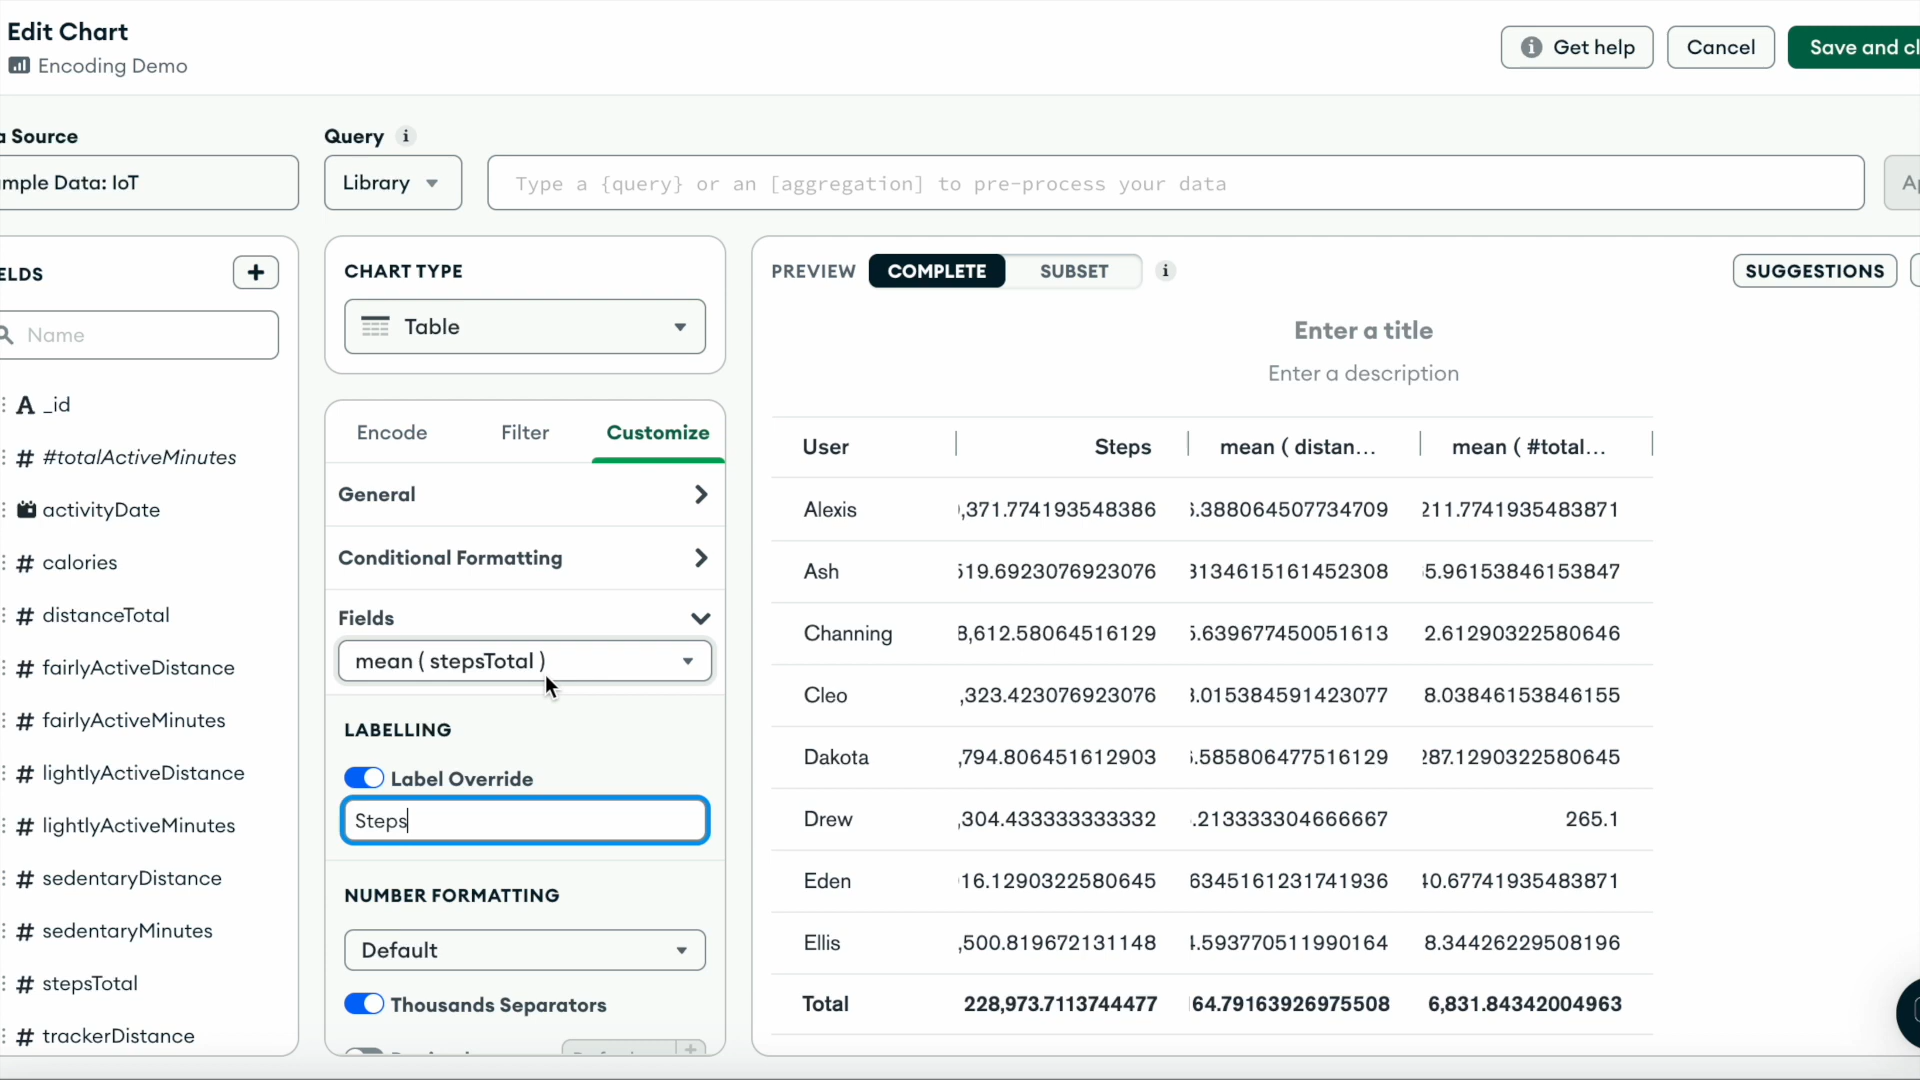 Edit Chart
Encoding Demo
Get help
Cancel
Save and cl
Source
Query i
mple Data: IoT
Library
Type a {query} or an [aggregation] to pre-process your data
ELDS
+
Name
A _id
# #totalActiveMinutes
activityDate
# calories
# distanceTotal
# fairlyActiveDistance
# fairlyActiveMinutes
# lightlyActiveDistance
# lightlyActiveMinutes
# sedentaryDistance
# sedentaryMinutes
# stepsTotal
# trackerDistance
CHART TYPE
Table
Encode Filter Customize
General
Conditional Formatting
Fields
mean ( stepsTotal )
LABELLING
Label Override
Steps
NUMBER FORMATTING
Default
Thousands Separators
PREVIEW COMPLETE SUBSET i
SUGGESTIONS
Enter a title
Enter a description
User Steps mean ( distan... mean ( #total...
Alexis ,371.774193548386 .388064507734709 211.7741935483871
Ash 519.6923076923076 3134615161452308 5.96153846153847
Channing 8,612.58064516129 5.639677450051613 2.61290322580646
Cleo ,323.423076923076 .015384591423077 8.03846153846155
Dakota ,794.806451612903 .585806477516129 287.1290322580645
Drew ,304.433333333332 .213333304666667 265.1
Eden 16.1290322580645 63451612317419​36 40.67741935483871
Ellis ,500.819672131148 .593770511990164 8.34426229508196
Total 228,973.7113744477 64.79163926975508 6,831.84342004963